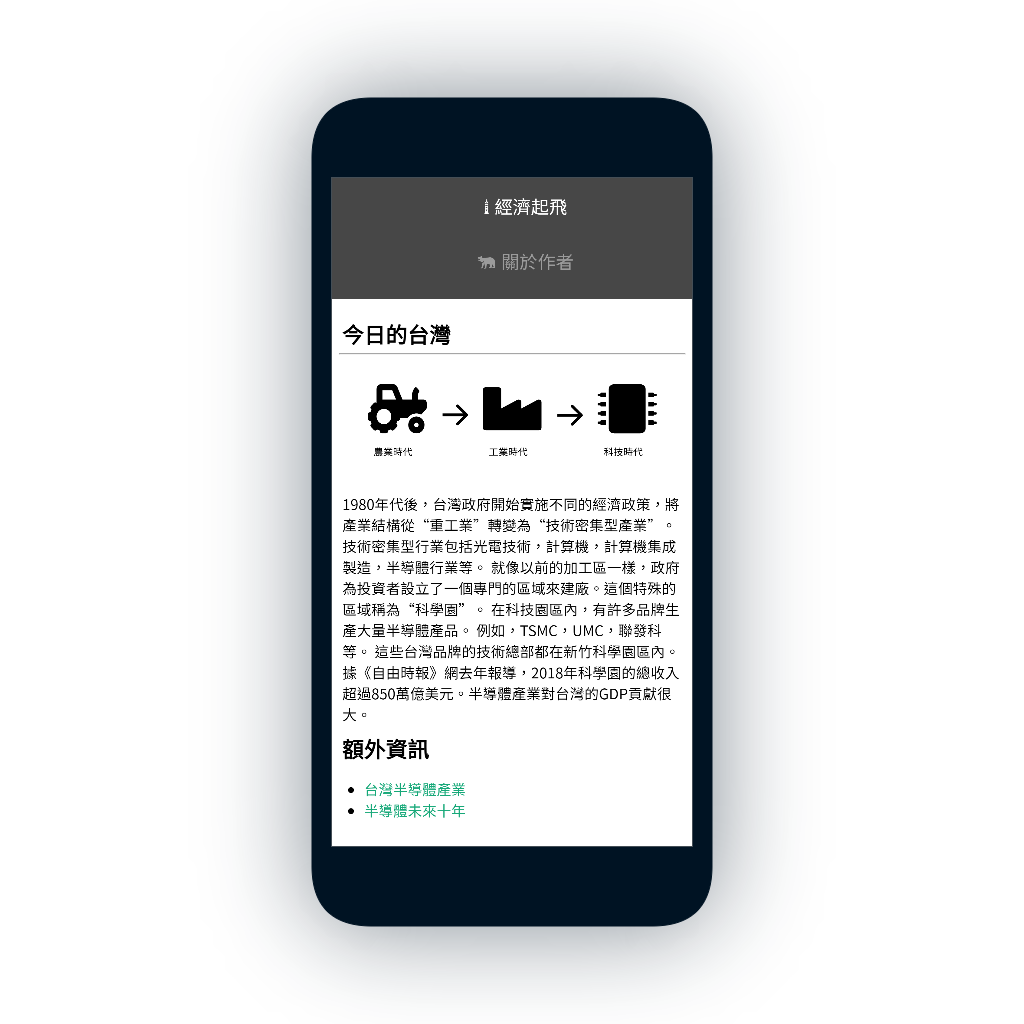 經濟起飛
關於作者
今日的台灣
農業時代 工業時代 科技時代
1980年代後，台灣政府開始實施不同的經濟政策，將
產業結構從“重工業”轉變為“技術密集型產業”。
技術密集型行業包括光電技術，計算機，計算機集成
製造，半導體行業等。 就像以前的加工區一樣，政府
為投資者設立了一個專門的區域來建廠。這個特殊的
區域稱為“科學園”。 在科技園區內，有許多品牌生
產大量半導體產品。 例如，TSMC，UMC，聯發科
等。 這些台灣品牌的技術總部都在新竹科學園區內。
據《自由時報》網去年報導，2018年科學園的總收入
超過850萬億美元。半導體產業對台灣的GDP貢獻很
大。
額外資訊
台灣半導體產業
半導體未來十年